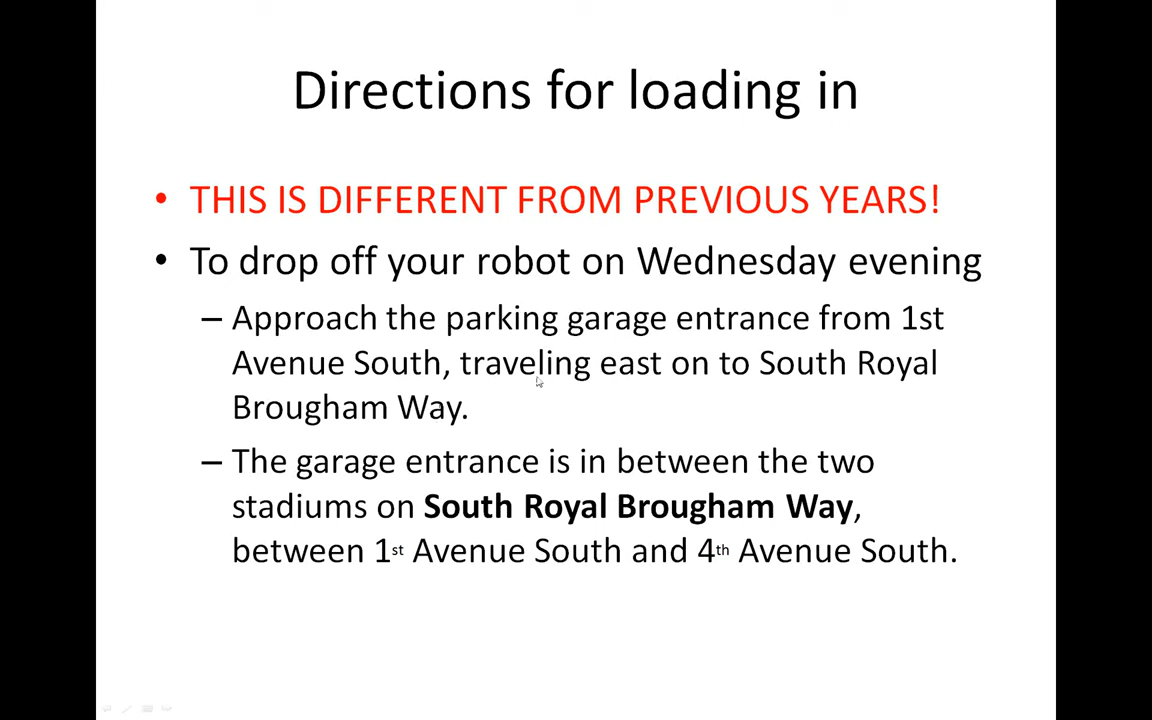 Directions for loading in
• THIS IS DIFFERENT FROM PREVIOUS YEARS!
• To drop off your robot on Wednesday evening
– Approach the parking garage entrance from 1st
Avenue South, traveling east on to South Royal
Brougham Way.
– The garage entrance is in between the two
stadiums on South Royal Brougham Way,
between 1st Avenue South and 4th Avenue South.